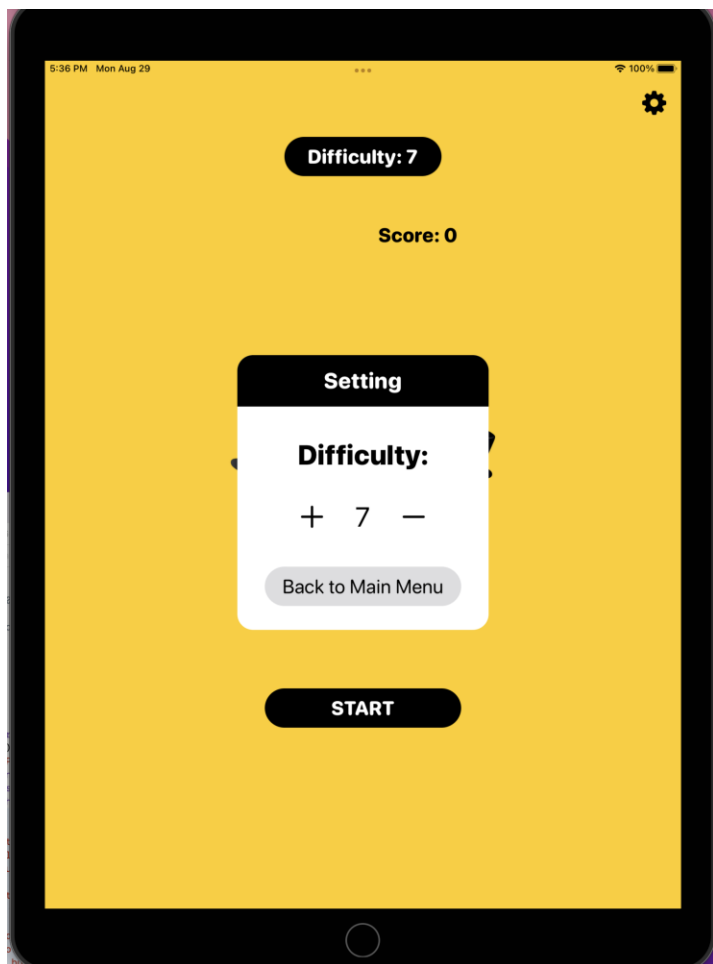 5:36 PM Mon Aug 29
100%
Difficulty: 7
Score: 0
Setting
Difficulty:
+ 7 −
Back to Main Menu
START